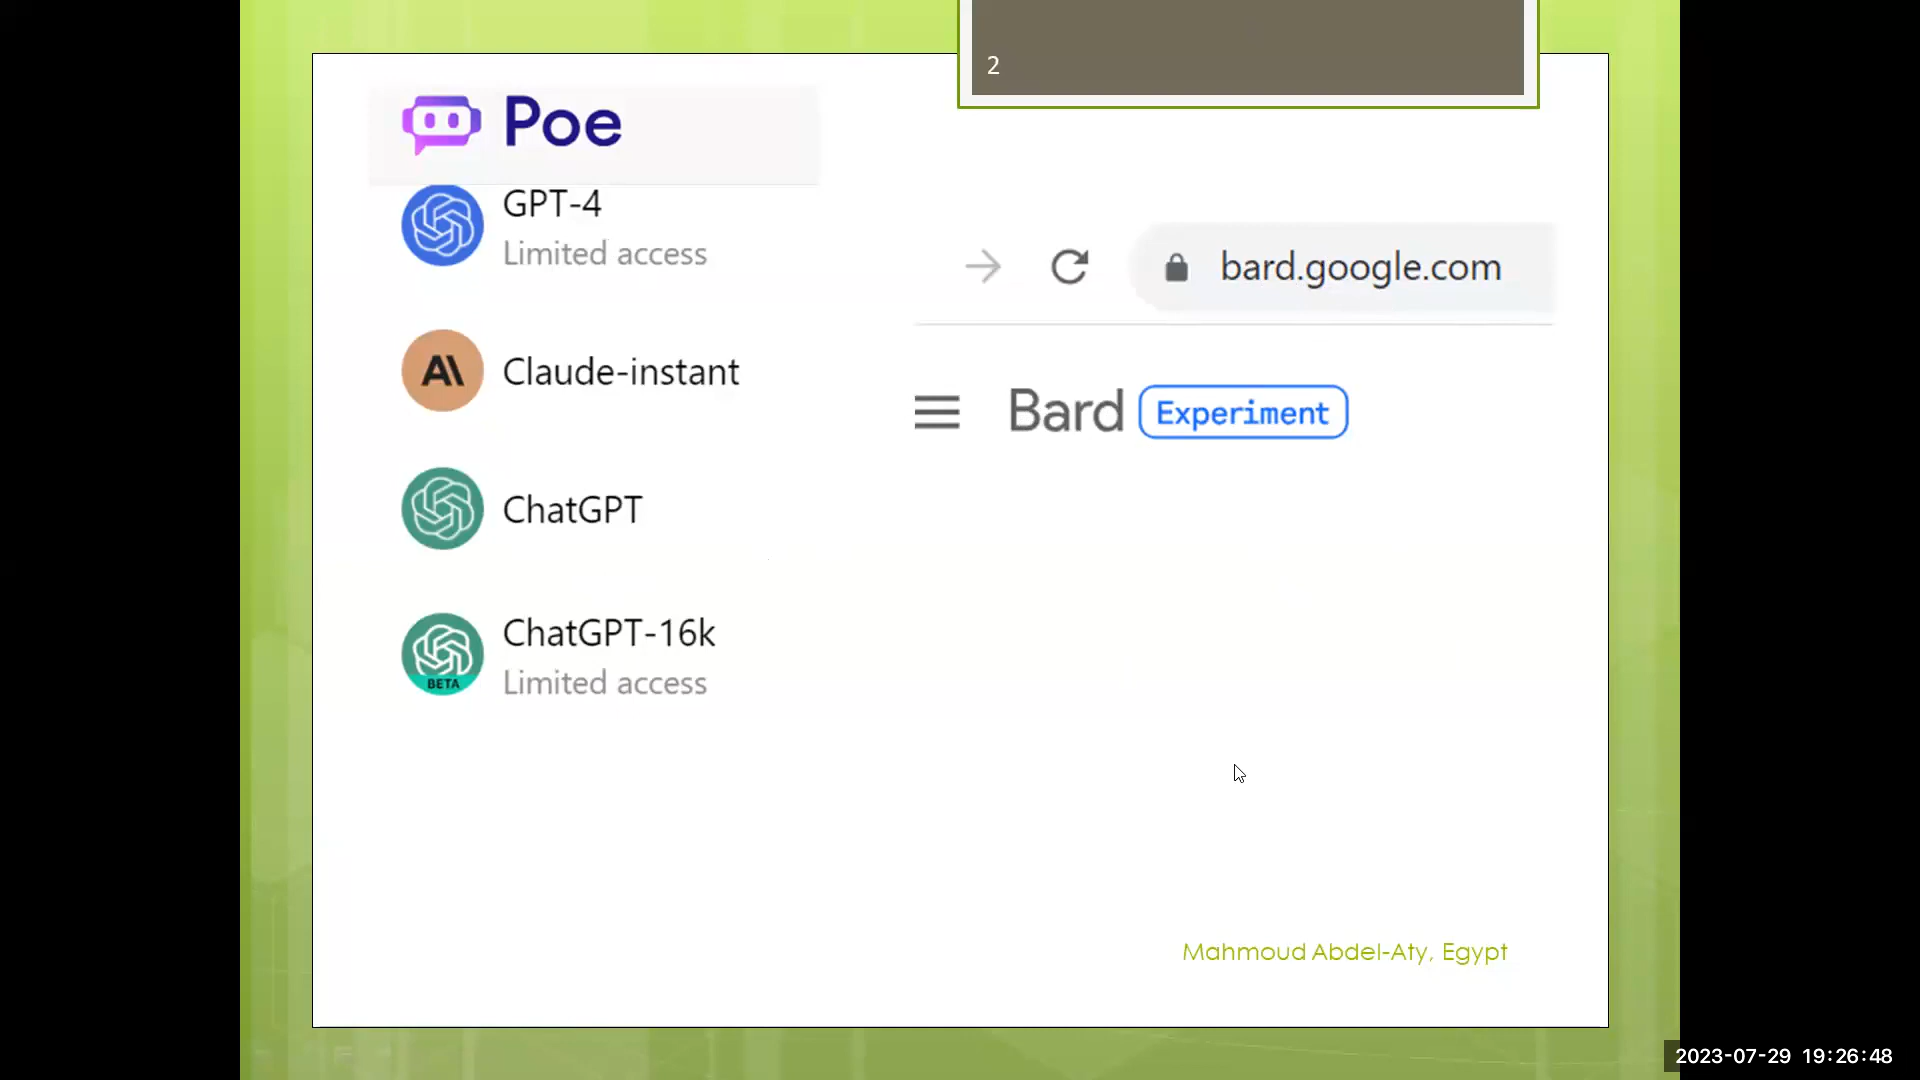 2
Poe
GPT-4
Limited access
Claude-instant
ChatGPT
BETA
ChatGPT-16k
Limited access
bard.google.com
Bard Experiment
Mahmoud Abdel-Aty, Egypt
2023-07-29 19:26:48